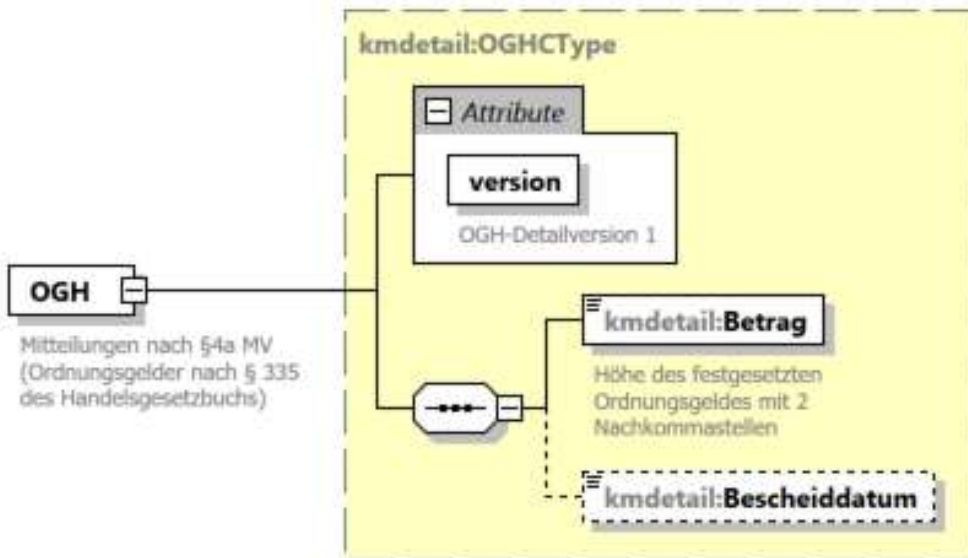 kmdetail:OGHCType
Attribute
version
OGH-Detailversion 1
OGH
Mitteilungen nach §4a MV
(Ordnungsgelder nach § 335
des Handelsgesetzbuchs)
kmdetail:Betrag
Höhe des festgesetzten
Ordnungsgeldes mit 2
Nachkommastellen
kmdetail:Bescheiddatum